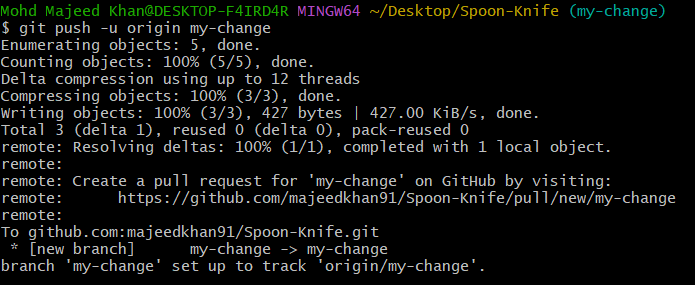 Mohd Majeed Khan@DESKTOP-F4IRD4R MINGW64 ~/Desktop/Spoon-Knife (my-change)
$ git push -u origin my-change
Enumerating objects: 5, done.
Counting objects: 100% (5/5), done.
Delta compression using up to 12 threads
Compressing objects: 100% (3/3), done.
Writing objects: 100% (3/3), 427 bytes | 427.00 KiB/s, done.
Total 3 (delta 1), reused 0 (delta 0), pack-reused 0
remote: Resolving deltas: 100% (1/1), completed with 1 local object.
remote:
remote: Create a pull request for 'my-change' on GitHub by visiting:
remote:      https://github.com/majeedkhan91/Spoon-Knife/pull/new/my-change
remote:
To github.com:majeedkhan91/Spoon-Knife.git
 * [new branch]      my-change -> my-change
branch 'my-change' set up to track 'origin/my-change'.